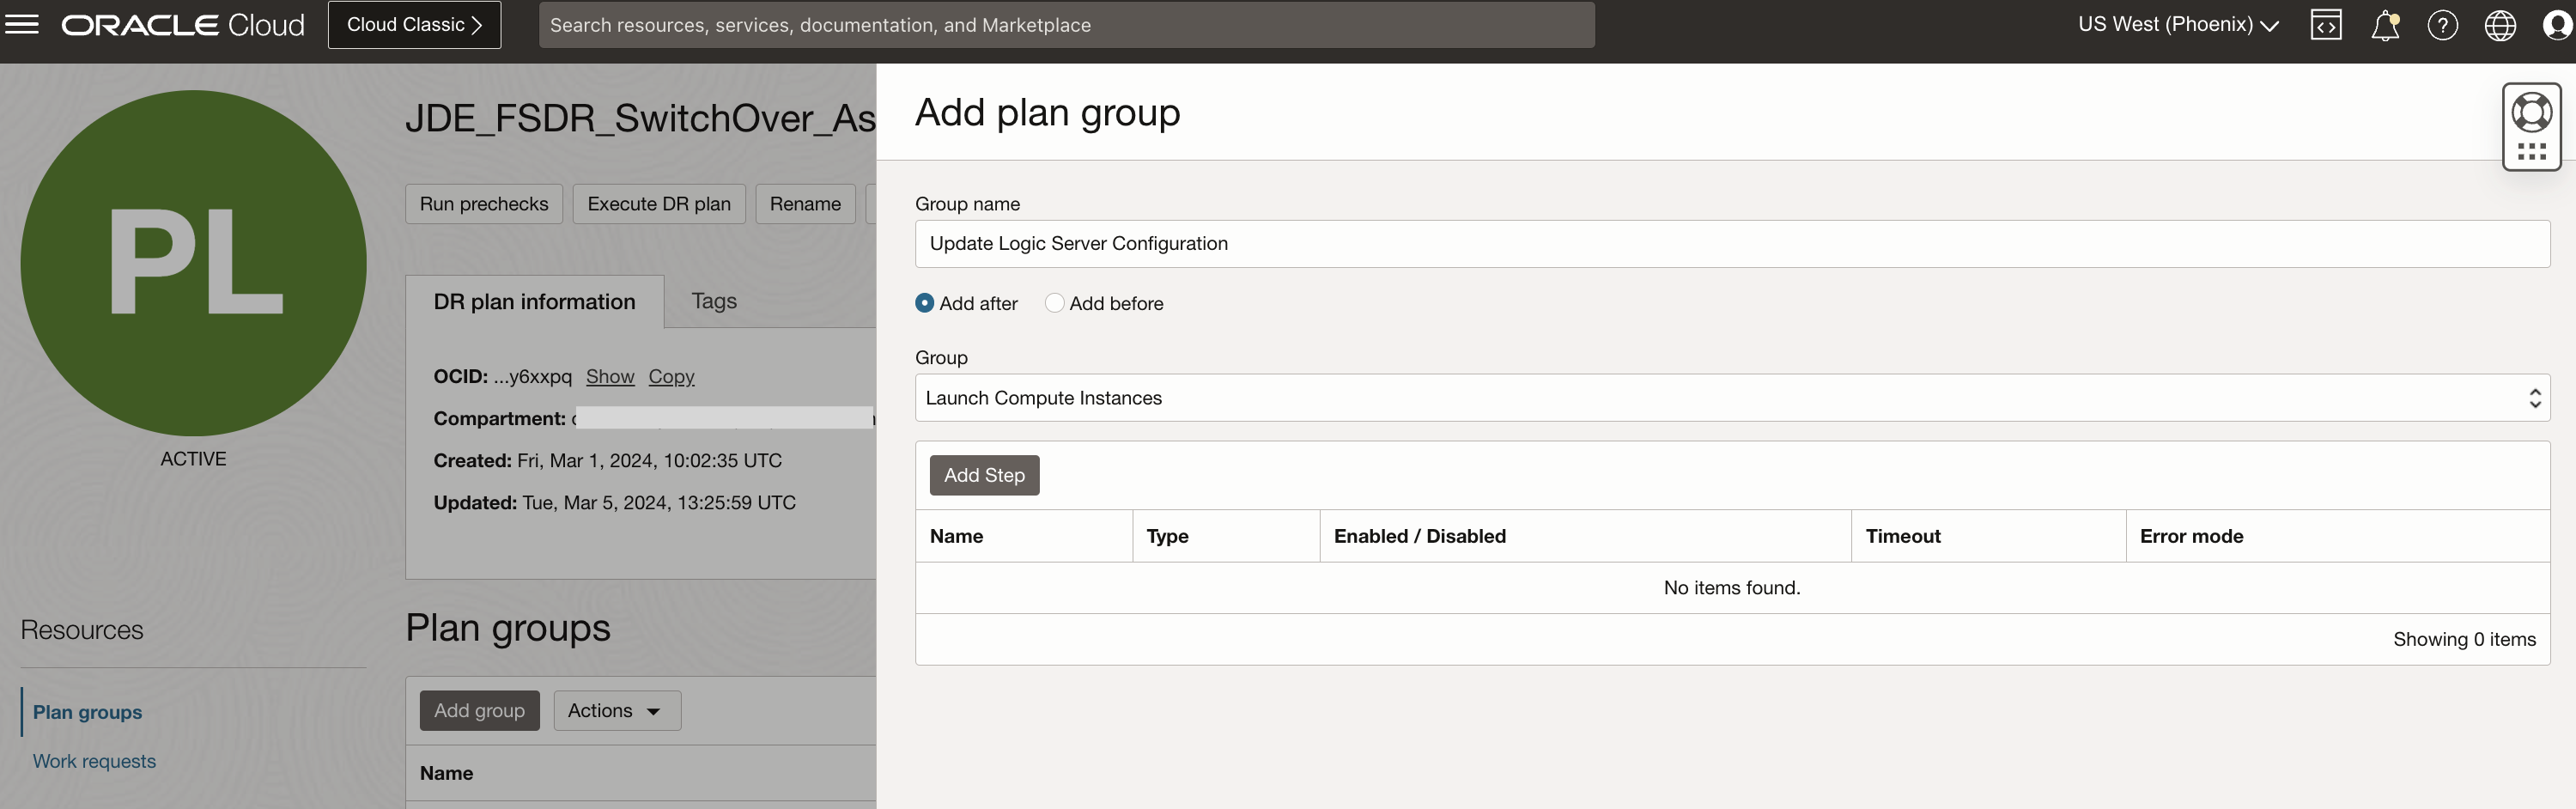 ORACLE Cloud
Cloud Classic
Search resources, services, documentation, and Marketplace
US West (Phoenix)
PL
ACTIVE
Resources
Plan groups
Work requests
JDE_FSDR_SwitchOver_As
Run prechecks
Execute DR plan
Rename
DR plan information
Tags
OCID: ...y6xxpq Show Copy
Compartment:
Created: Fri, Mar 1, 2024, 10:02:35 UTC
Updated: Tue, Mar 5, 2024, 13:25:59 UTC
Plan groups
Add group
Actions
Name
Add plan group
Group name
Update Logic Server Configuration
Add after
Add before
Group
Launch Compute Instances
Add Step
Name Type Enabled / Disabled Timeout Error mode
No items found.
Showing 0 items